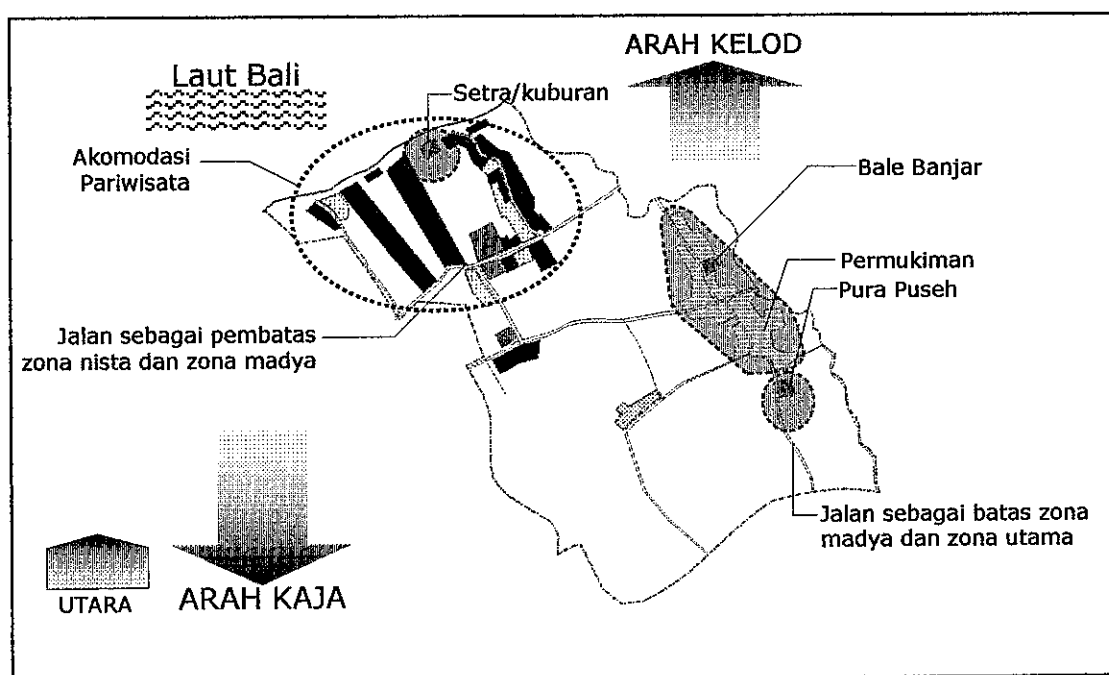 ARAH KELOD
Laut Bali
Setra/kuburan
Akomodasi
Pariwisata
Bale Banjar
Permukiman
Pura Puseh
Jalan sebagai pembatas
zona nista dan zona madya
Jalan sebagai batas zona
madya dan zona utama
UTARA
ARAH KAJA